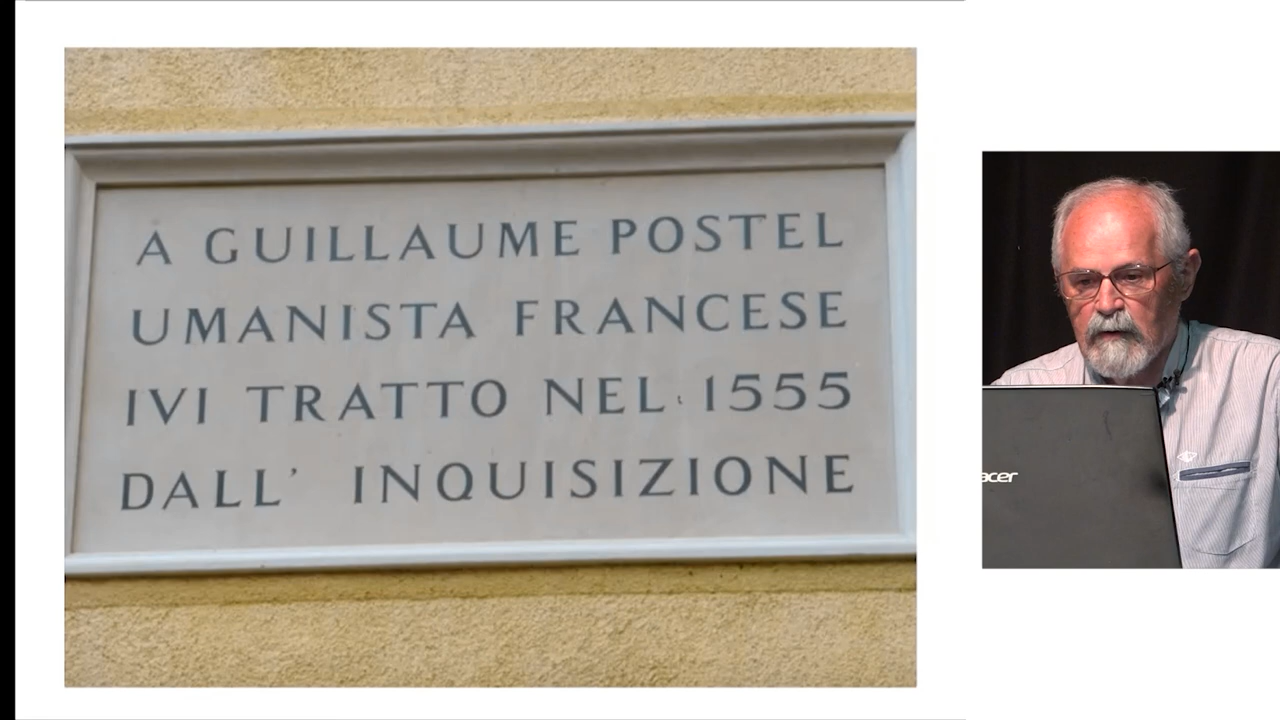 A GUILLAUME POSTEL
UMANISTA FRANCESE
IVI TRATTO NEL 1555
DALL' INQUISIZIONE
acer